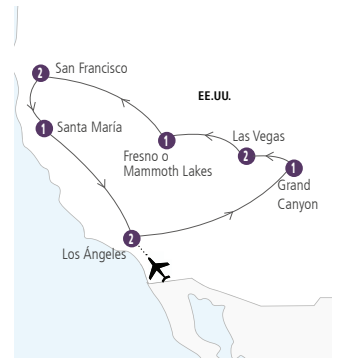 2
San Francisco
EE.UU.
1
Santa María
1
Las Vegas
2
Fresno o
Mammoth Lakes
1
Grand
Canyon
2
Los Ángeles